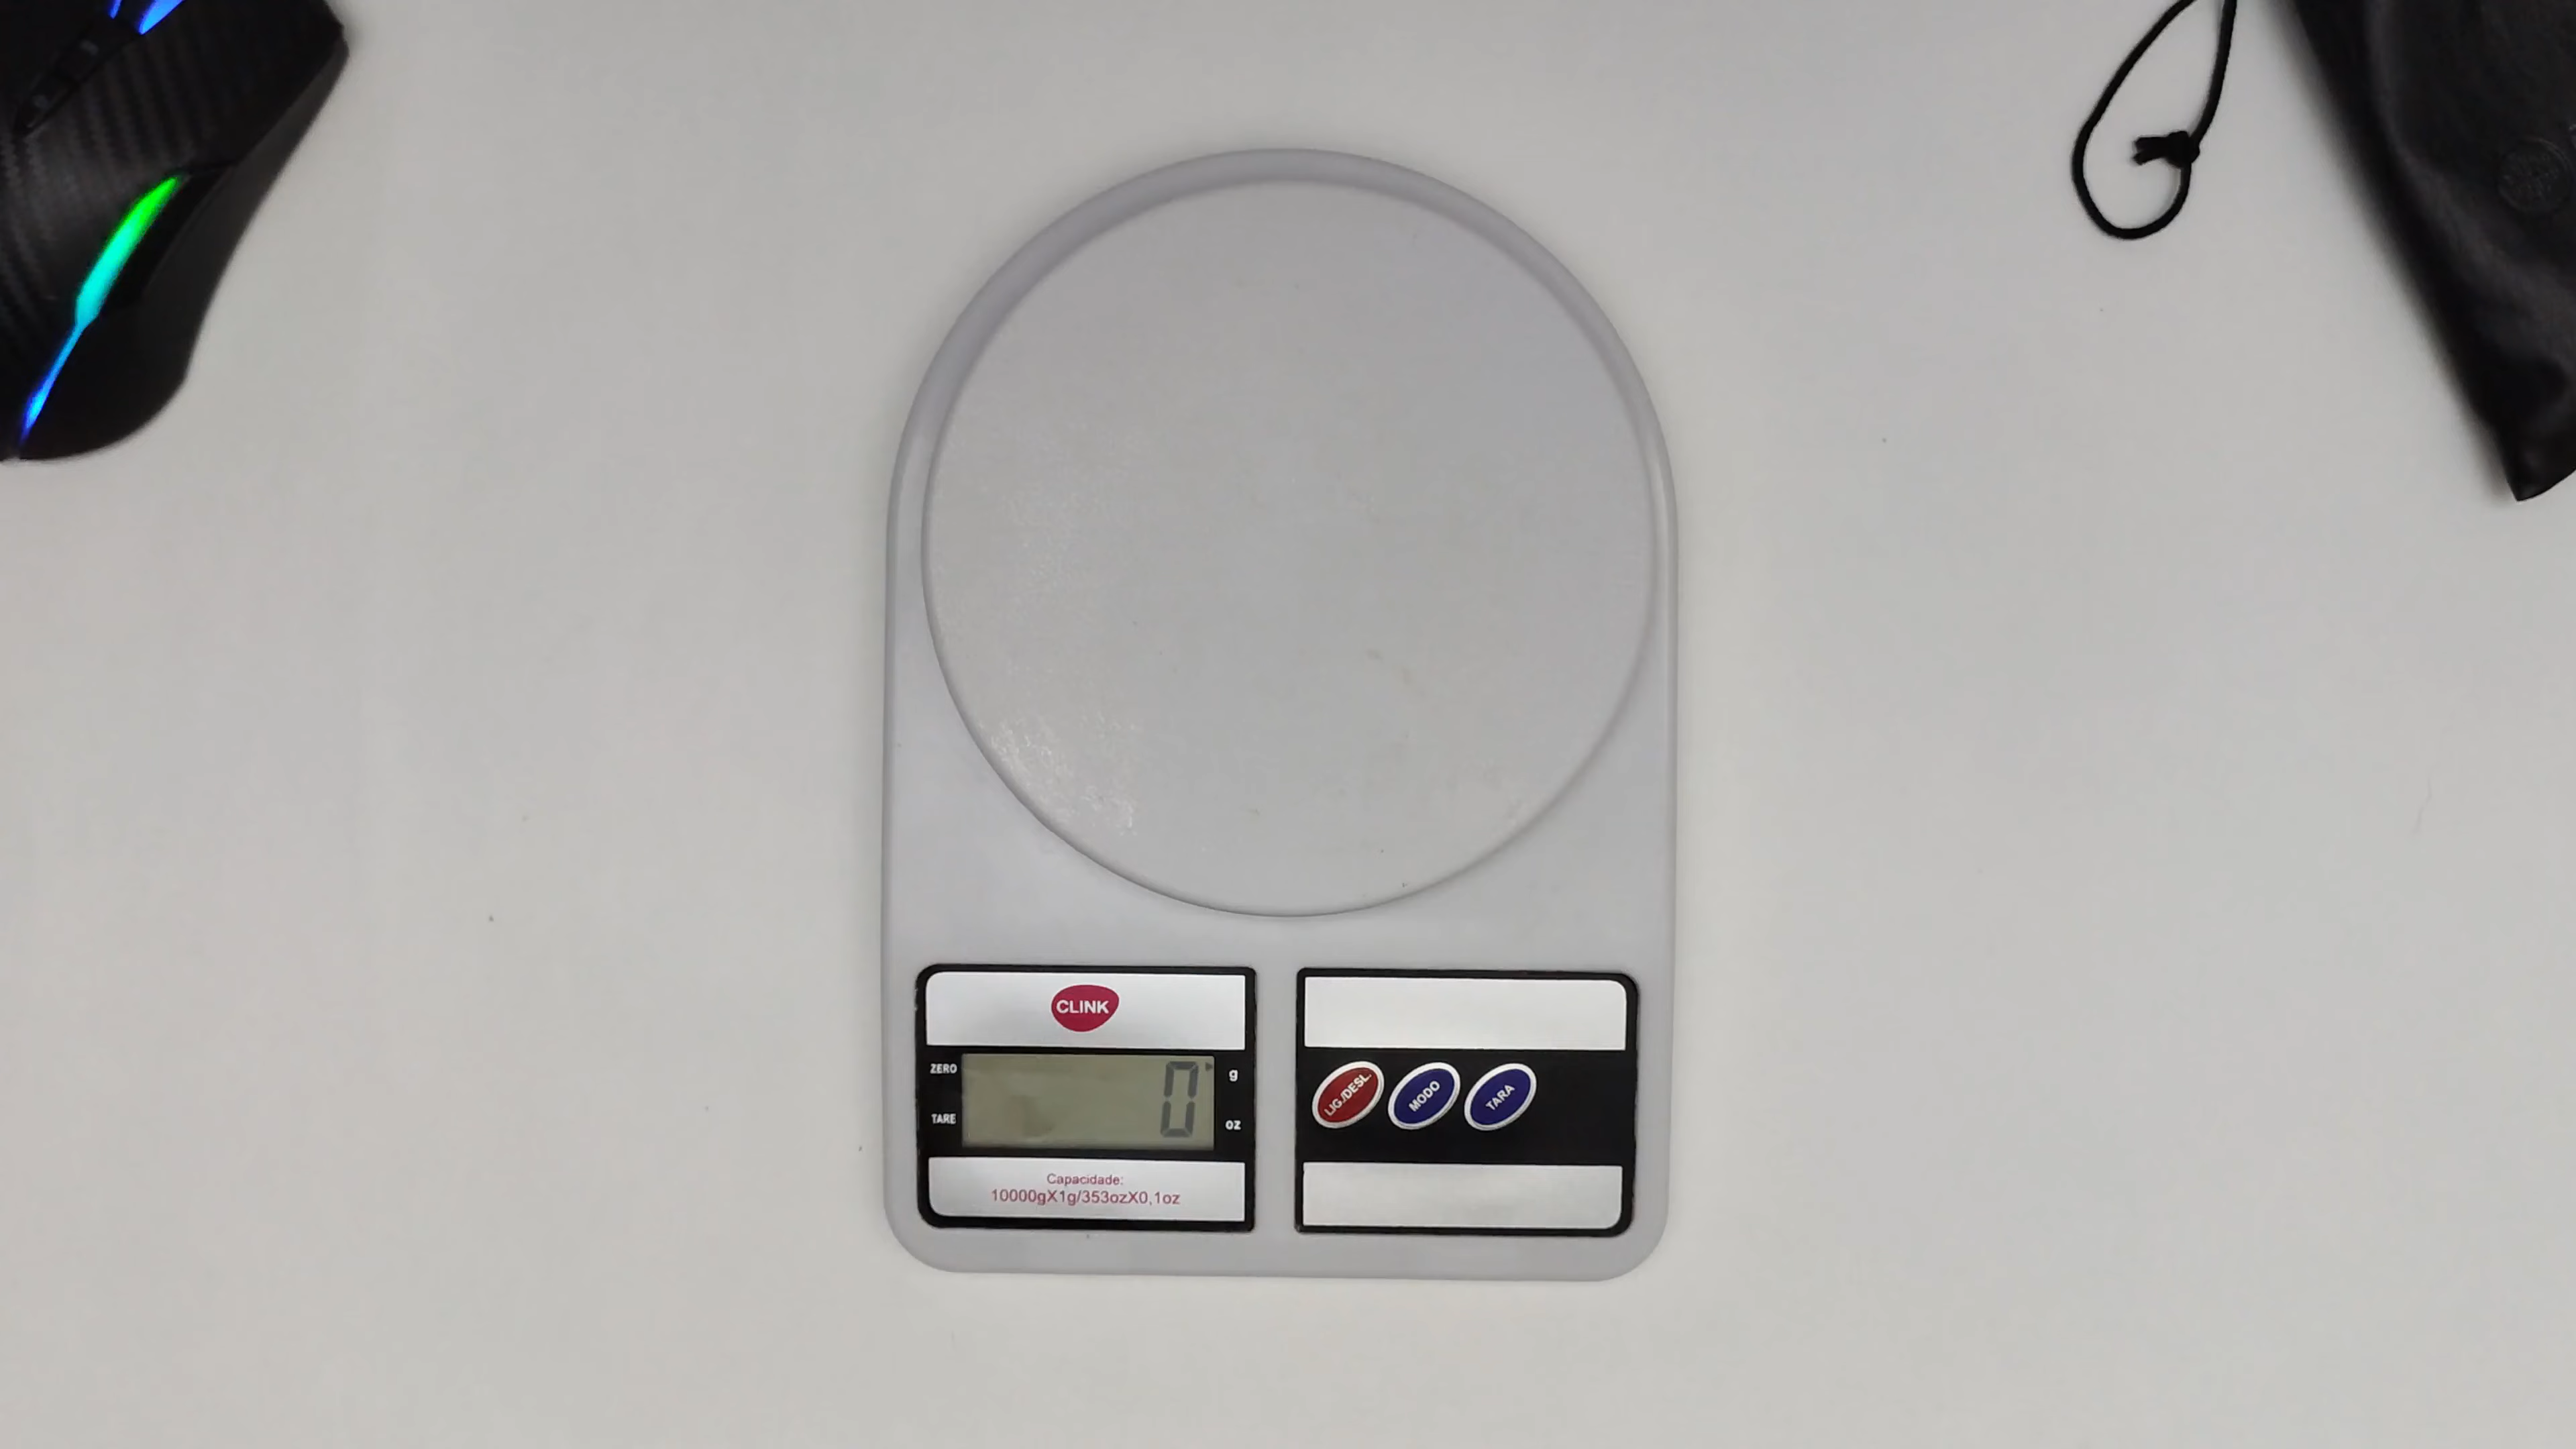 CLINK
ZERO
0
g
TARE
oz
Capacidade:
10000gX1g/353ozX0,1oz
LIG./DESL.
MODO
TARA